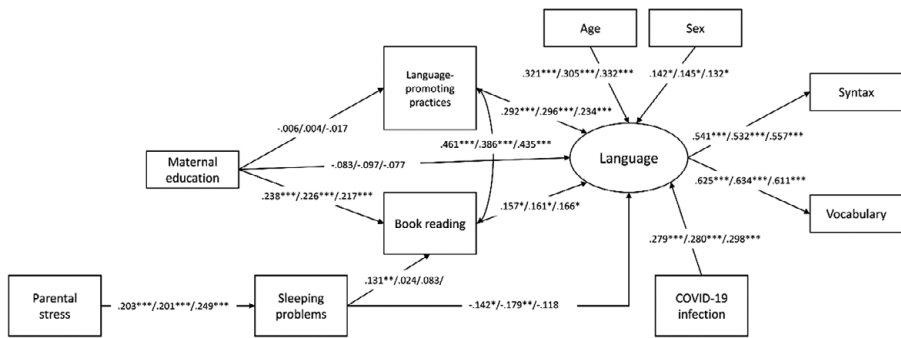 Age
Sex
Language-
promoting
practices
.321***/.305***/.332***
.142*/.145*/.132*
Syntax
.292***/.296***/.234***
-.006/.004/-.017
.461***/.386***/.435***
.541***/.532***/.557***
Maternal
education
-.083/-.097/-.077
Language
.238***/.226***/.217***
.625***/.634***/.611***
Book reading
.157*/.161*/.166*
Vocabulary
.279***/.280***/.298***
.131**/.024/.083/
Parental
stress
.203***/.201***/.249***
Sleeping
problems
-.142*/-.179**/-.118
COVID-19
infection